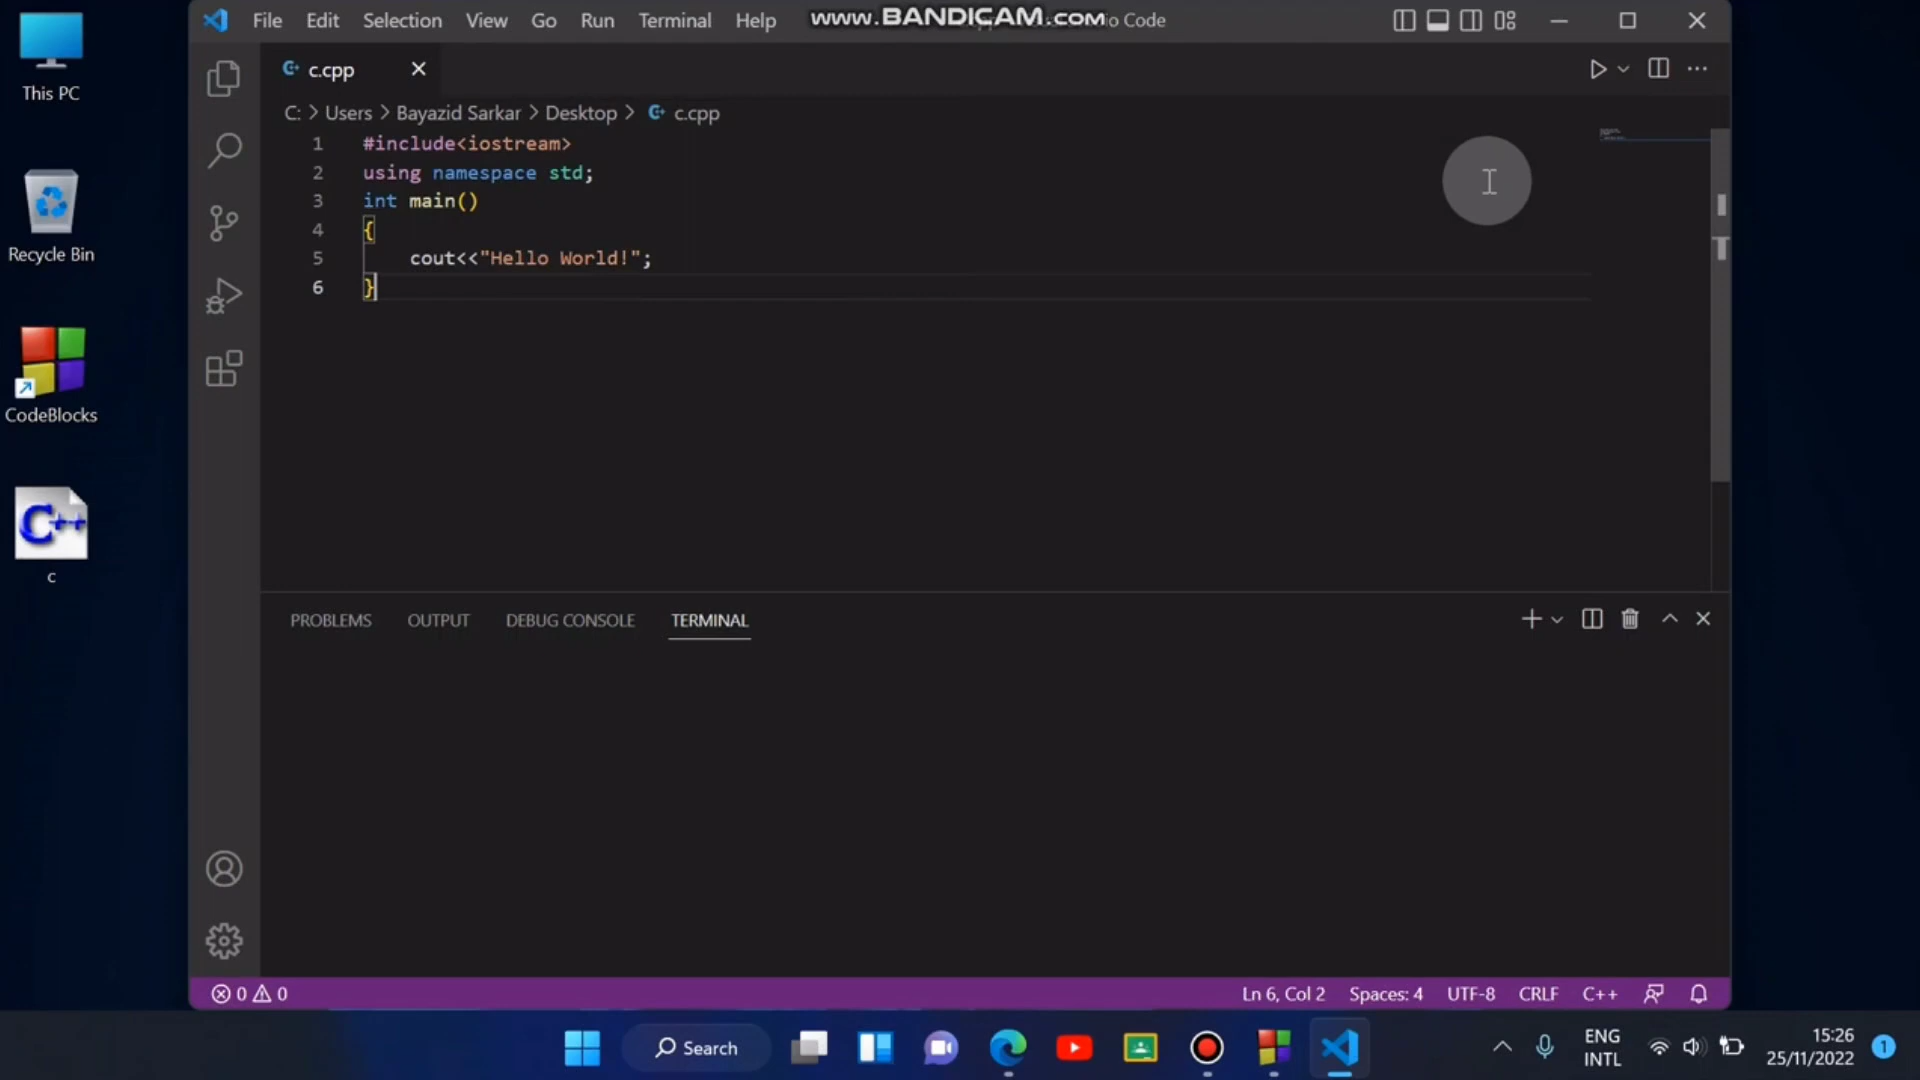 This PC
Recycle Bin
CodeBlocks
C++
c
File Edit Selection View Go Run Terminal Help
www.BANDICAM.com
io Code
c.cpp
C: > Users > Bayazid Sarkar > Desktop > c.cpp
1 #include<iostream>
2 using namespace std;
3 int main()
4 {
5 cout<<"Hello World!";
6 }
PROBLEMS OUTPUT DEBUG CONSOLE TERMINAL
0 0
Ln 6, Col 2 Spaces: 4 UTF-8 CRLF C++
Search
ENG
INTL
15:26
25/11/2022
1